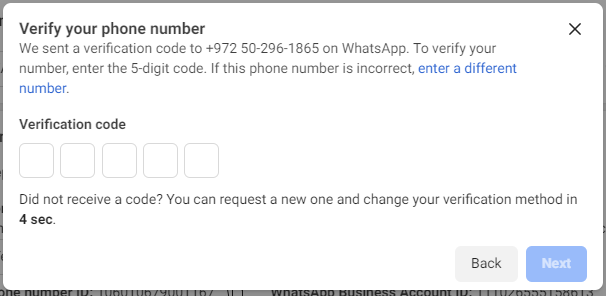 Verify your phone number
We sent a verification code to +972 50-296-1865 on WhatsApp. To verify your
number, enter the 5-digit code. If this phone number is incorrect, enter a different
number.
Verification code
Did not receive a code? You can request a new one and change your verification method in
4 sec.
Back
Next